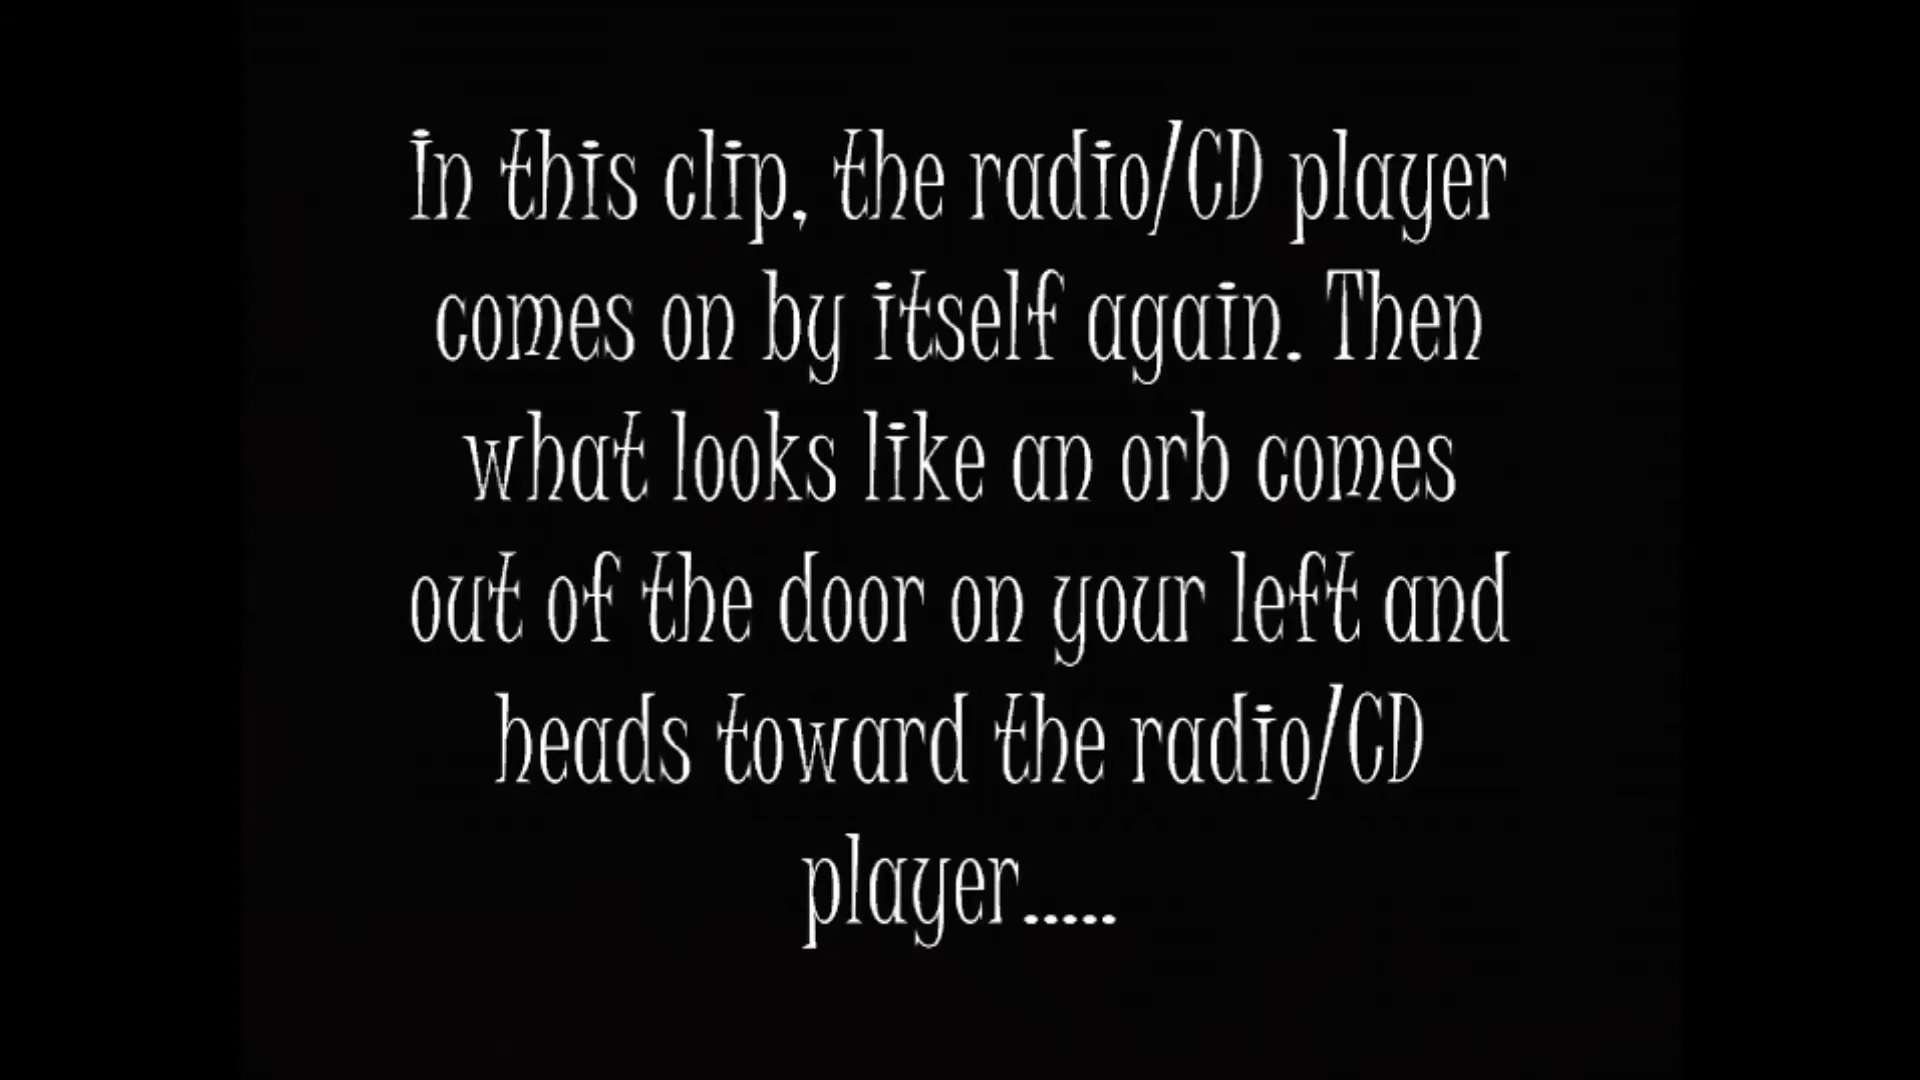 In this clip, the radio/CD player
comes on by itself again. Then
what looks like an orb comes
out of the door on your left and
heads toward the radio/CD
player.....